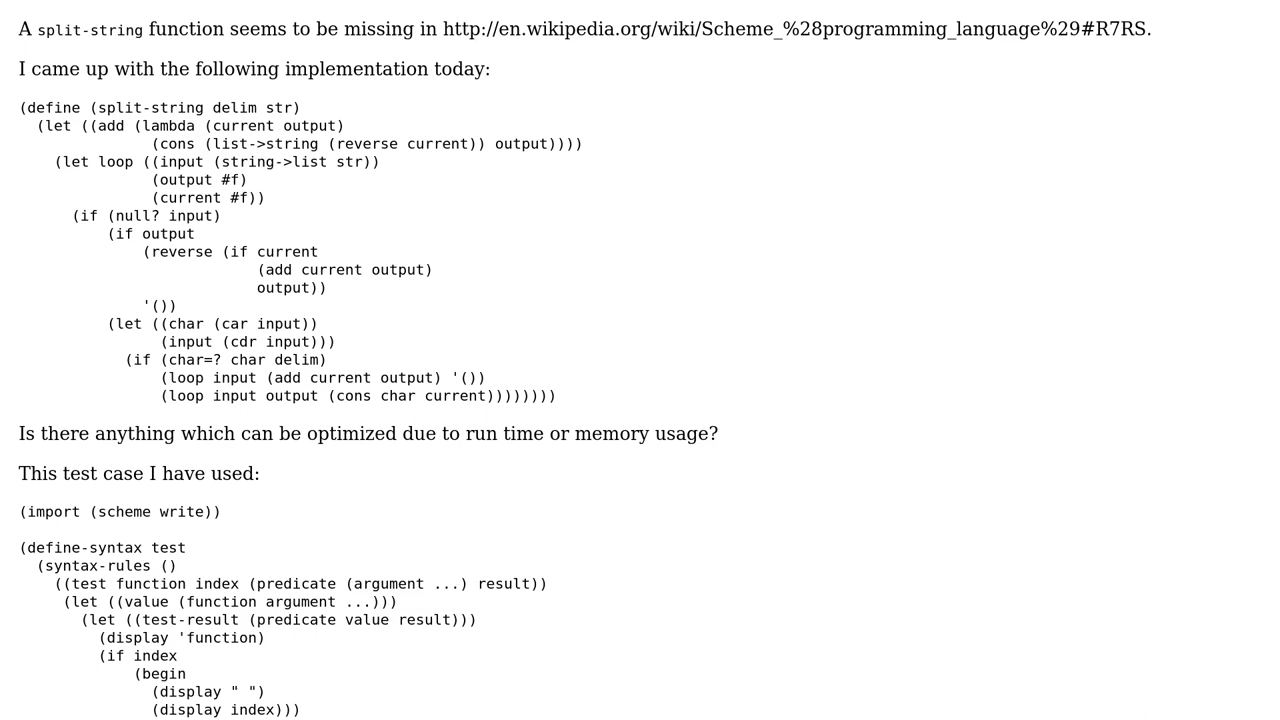 A split-string function seems to be missing in http://en.wikipedia.org/wiki/Scheme_%28programming_language%29#R7RS.
I came up with the following implementation today:
(define (split-string delim str)
  (let ((add (lambda (current output)
               (cons (list->string (reverse current)) output))))
    (let loop ((input (string->list str))
               (output #f)
               (current #f))
      (if (null? input)
          (if output
              (reverse (if current
                           (add current output)
                           output))
              '())
          (let ((char (car input))
                (input (cdr input)))
            (if (char=? char delim)
                (loop input (add current output) '())
                (loop input output (cons char current))))))))
Is there anything which can be optimized due to run time or memory usage?
This test case I have used:
(import (scheme write))
(define-syntax test
  (syntax-rules ()
    ((test function index (predicate (argument ...) result))
     (let ((value (function argument ...)))
       (let ((test-result (predicate value result)))
         (display 'function)
         (if index
             (begin
               (display " ")
               (display index)))